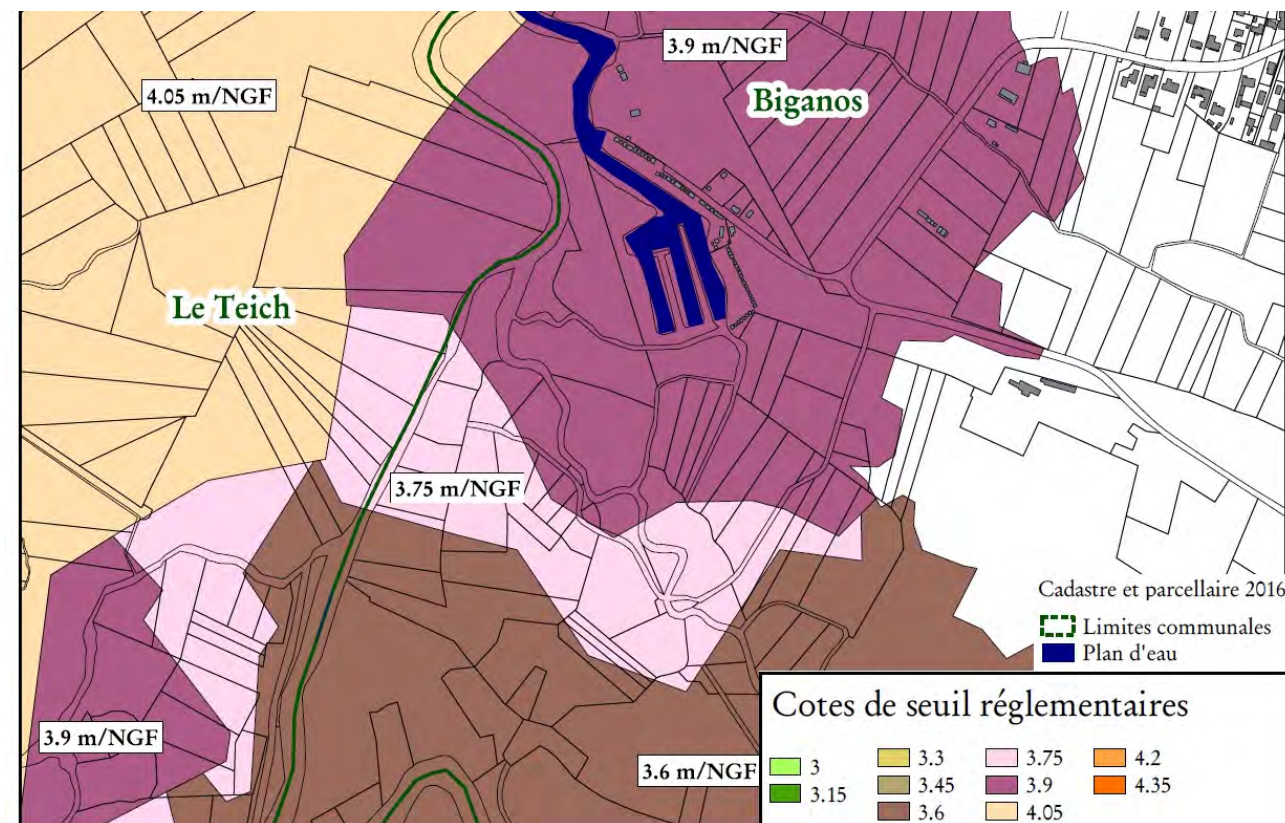 3.9 m/NGF
4.05 m/NGF
Biganos
Le Teich
3.75 m/NGF
3.9 m/NGF
3.6 m/NGF
Cadastre et parcellaire 2016
Limites communales
Plan d'eau
Cotes de seuil réglementaires
3
3.15
3.3
3.45
3.6
3.75
3.9
4.05
4.2
4.35